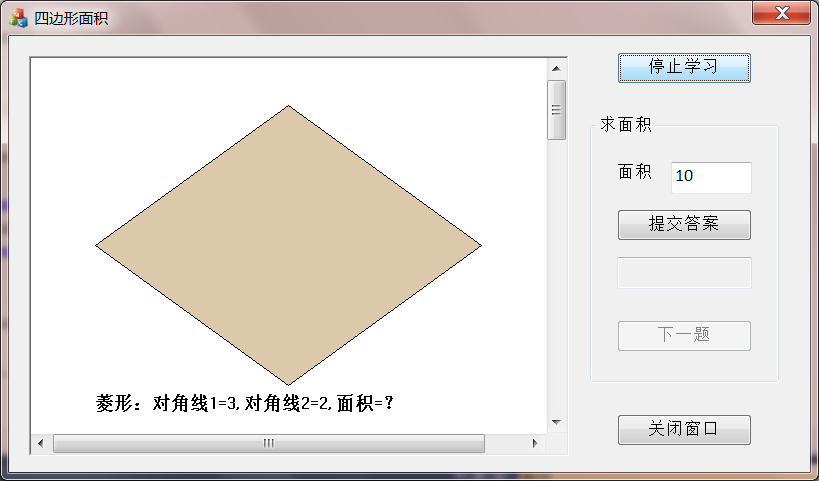 四边形面积
停止学习
求面积
面积 10
提交答案
下一题
菱形：对角线1=3,对角线2=2,面积=?
关闭窗口